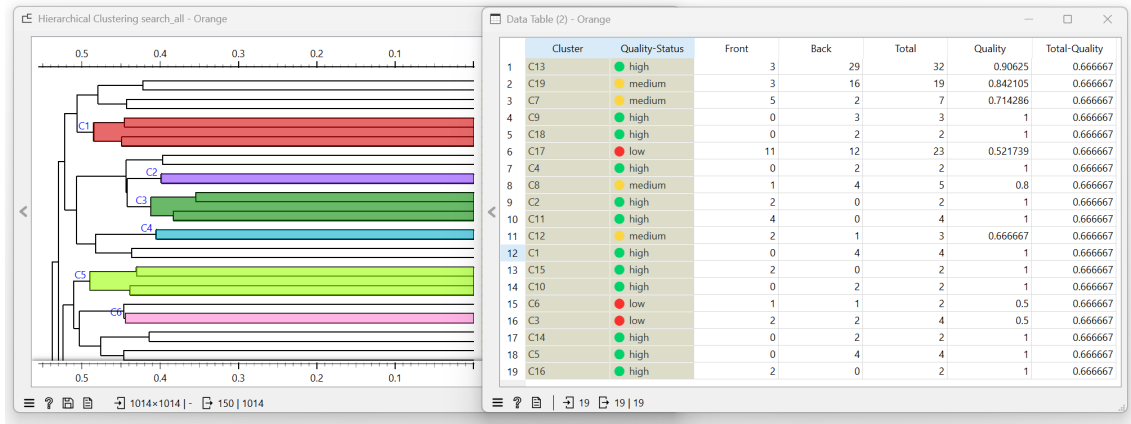 Hierarchical Clustering search_all - Orange
0.5 0.4 0.3 0.2 0.1
C1
C2
C3
C4
C5
C6
0.5 0.4 0.3 0.2 0.1
1014×1014 | - 150 | 1014
Data Table (2) - Orange
Cluster Quality-Status Front Back Total Quality Total-Quality
1 C13 high 3 29 32 0.90625 0.666667
2 C19 medium 3 16 19 0.842105 0.666667
3 C7 medium 5 2 7 0.714286 0.666667
4 C9 high 0 3 3 1 0.666667
5 C18 high 0 2 2 1 0.666667
6 C17 low 11 12 23 0.521739 0.666667
7 C4 high 0 2 2 1 0.666667
8 C8 medium 1 4 5 0.8 0.666667
9 C2 high 2 0 2 1 0.666667
10 C11 high 4 0 4 1 0.666667
11 C12 medium 2 1 3 0.666667 0.666667
12 C1 high 0 4 4 1 0.666667
13 C15 high 2 0 2 1 0.666667
14 C10 high 0 2 2 1 0.666667
15 C6 low 1 1 2 0.5 0.666667
16 C3 low 2 2 4 0.5 0.666667
17 C14 high 0 2 2 1 0.666667
18 C5 high 0 4 4 1 0.666667
19 C16 high 2 0 2 1 0.666667
19 19 | 19